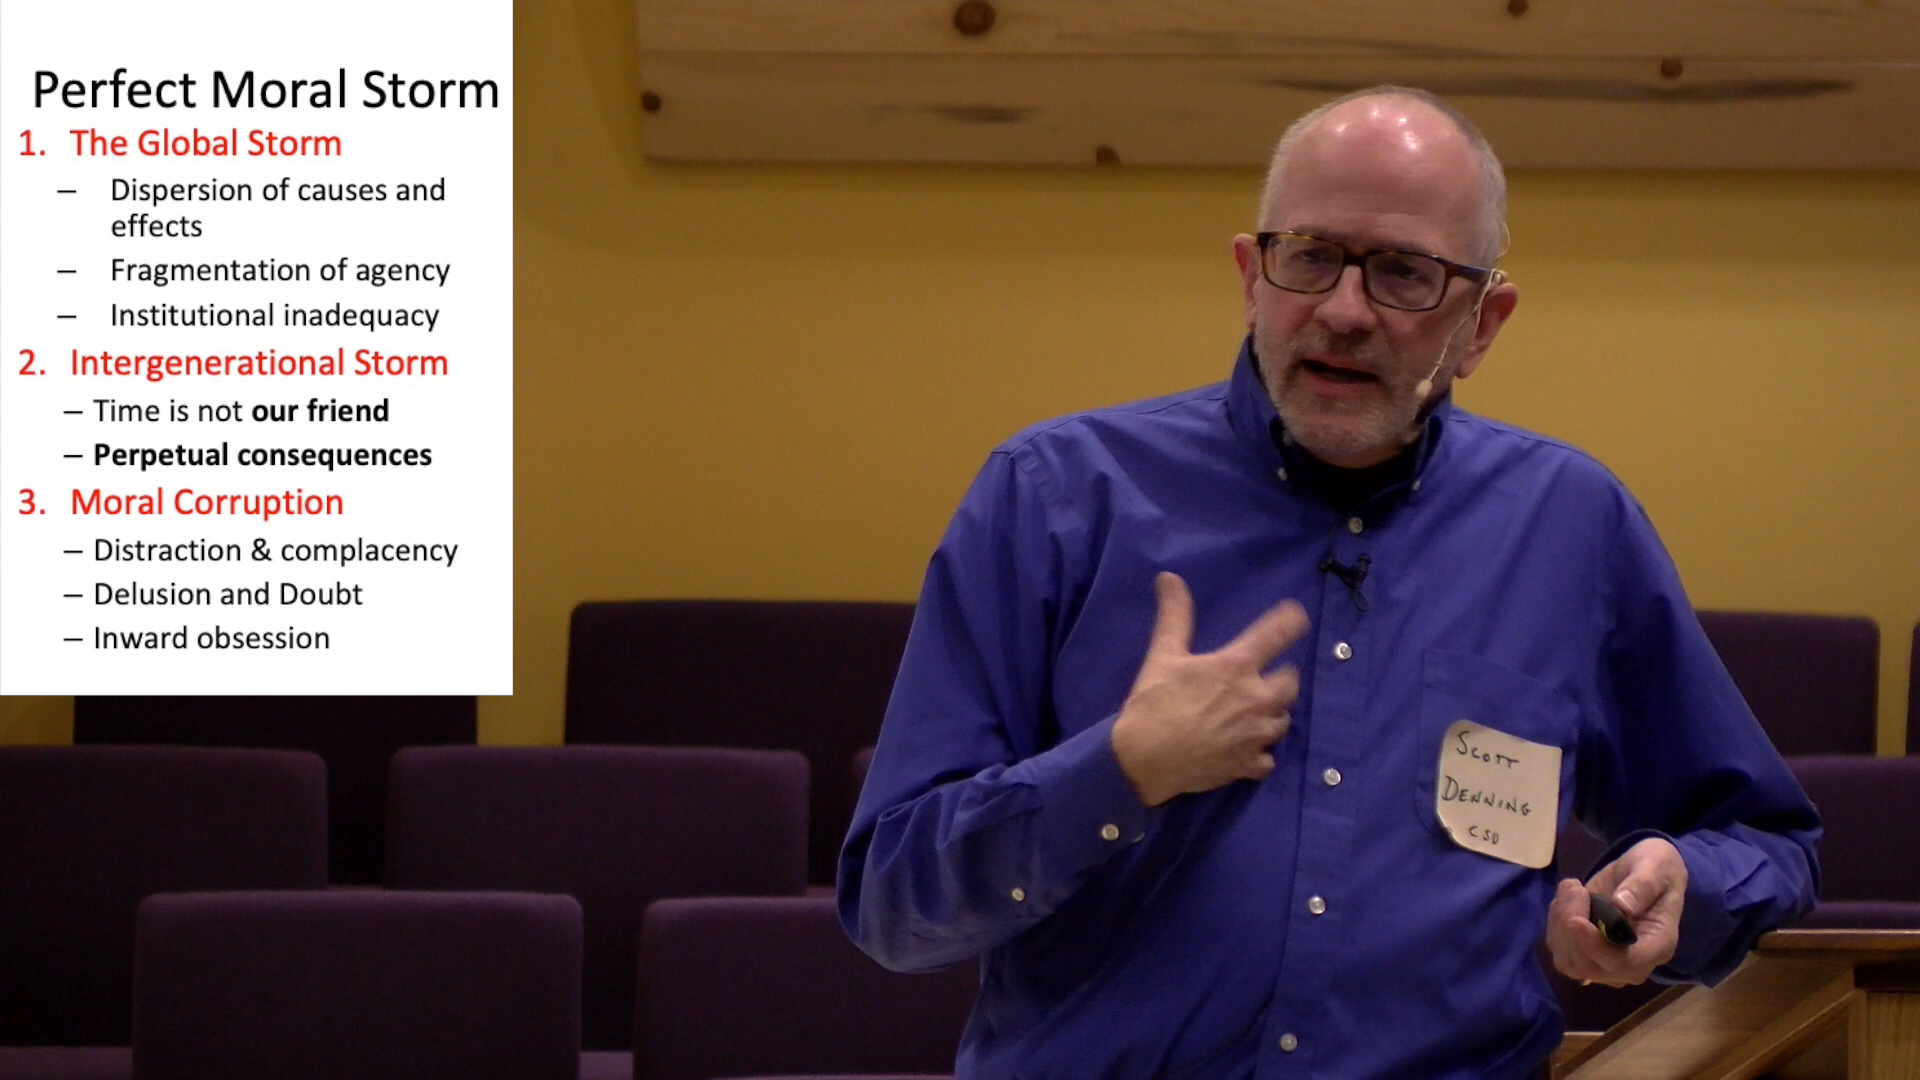 Perfect Moral Storm
1. The Global Storm
– Dispersion of causes and
effects
– Fragmentation of agency
– Institutional inadequacy
2. Intergenerational Storm
– Time is not our friend
– Perpetual consequences
3. Moral Corruption
– Distraction & complacency
– Delusion and Doubt
– Inward obsession
SCOTT
DENNING
CSU